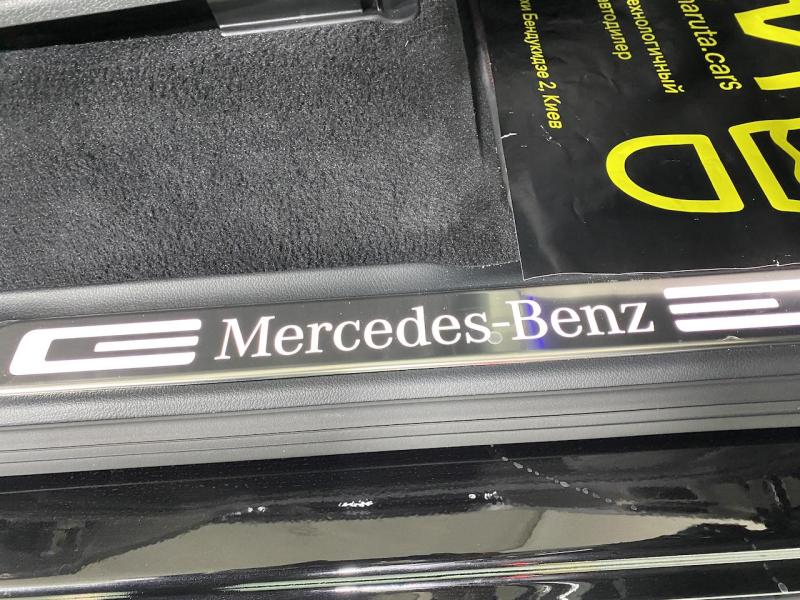 Mercedes-Benz
maruta.cars
технологичный
автодилер
Бендукидзе 2, Киев